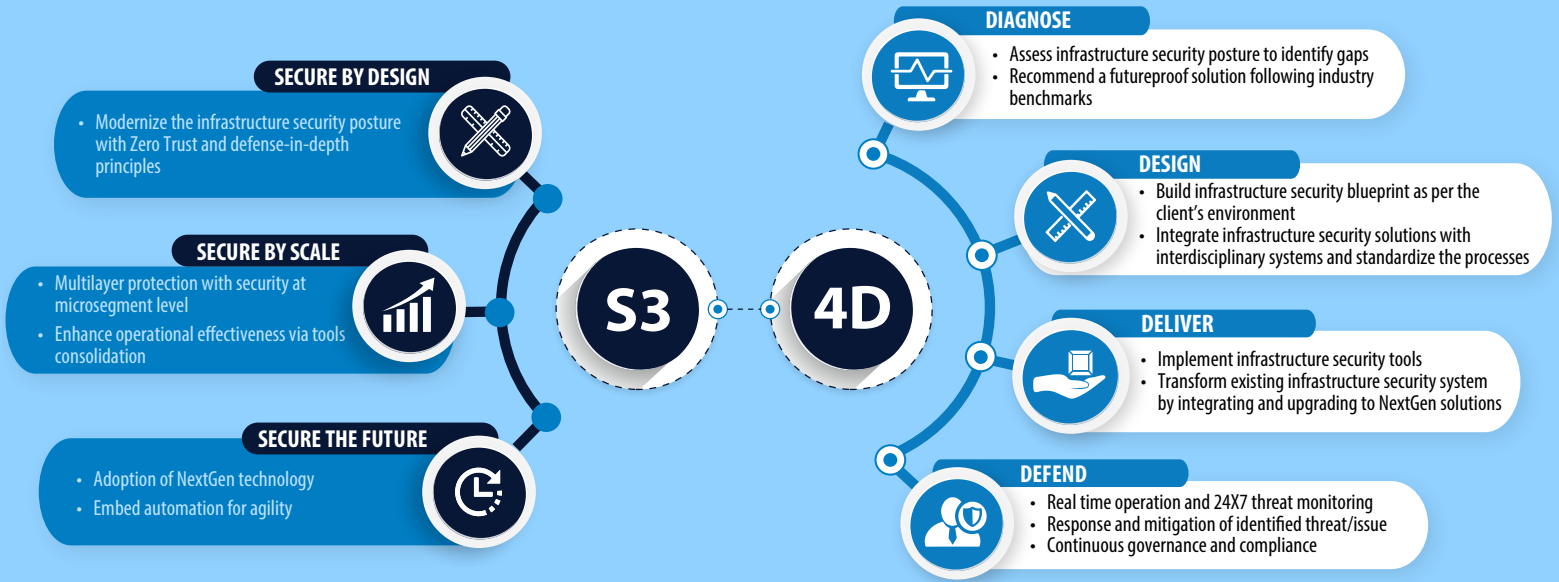 SECURE BY DESIGN
• Modernize the infrastructure security posture
with Zero Trust and defense-in-depth
principles
SECURE BY SCALE
• Multilayer protection with security at
microsegment level
• Enhance operational effectiveness via tools
consolidation
SECURE THE FUTURE
• Adoption of NextGen technology
• Embed automation for agility
S3
4D
DIAGNOSE
• Assess infrastructure security posture to identify gaps
• Recommend a futureproof solution following industry
benchmarks
DESIGN
• Build infrastructure security blueprint as per the
client’s environment
• Integrate infrastructure security solutions with
interdisciplinary systems and standardize the processes
DELIVER
• Implement infrastructure security tools
• Transform existing infrastructure security system
by integrating and upgrading to NextGen solutions
DEFEND
• Real time operation and 24X7 threat monitoring
• Response and mitigation of identified threat/issue
• Continuous governance and compliance